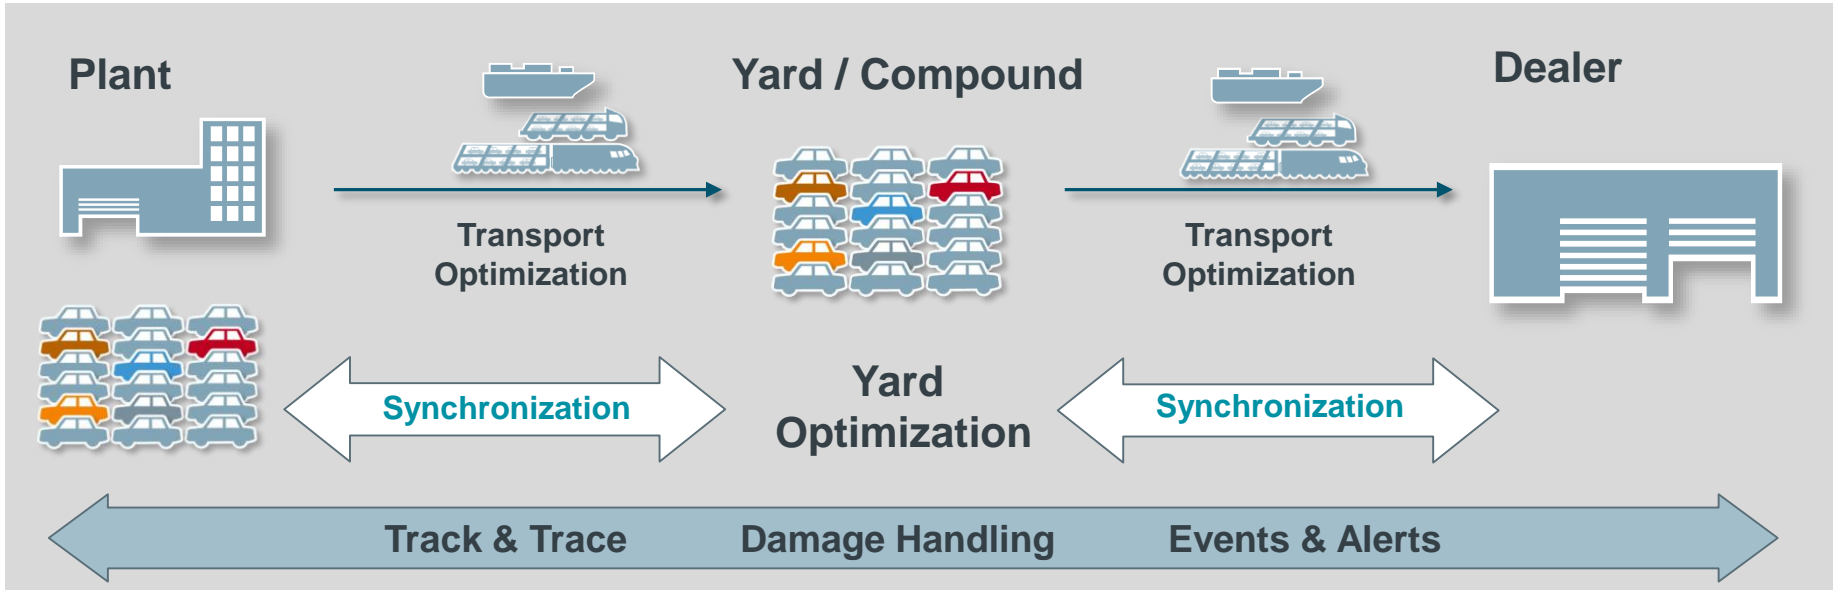 Plant
Yard / Compound
Dealer
Transport
Optimization
Transport
Optimization
Synchronization
Yard
Optimization
Synchronization
Track & Trace
Damage Handling
Events & Alerts